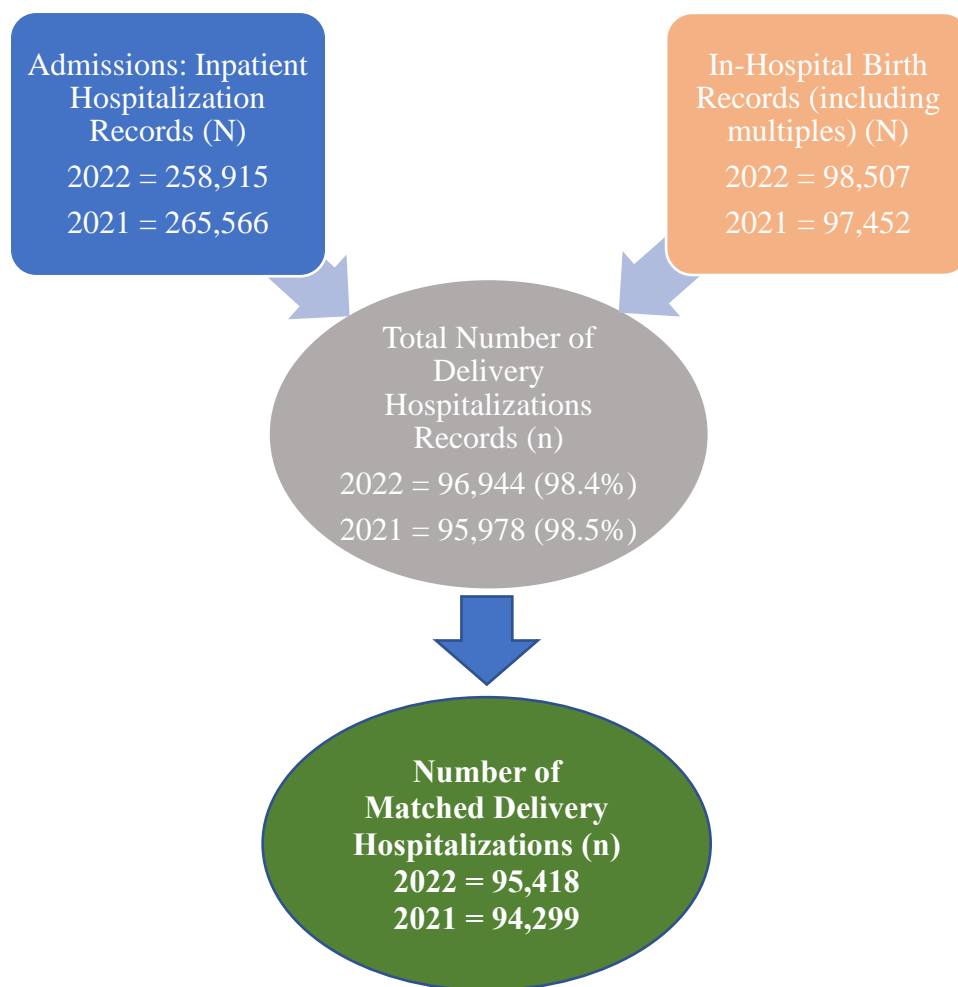 Admissions: Inpatient
Hospitalization
Records (N)
2022 = 258,915
2021 = 265,566
In-Hospital Birth
Records (including
multiples) (N)
2022 = 98,507
2021 = 97,452
Total Number of
Delivery
Hospitalizations
Records (n)
2022 = 96,944 (98.4%)
2021 = 95,978 (98.5%)
Number of
Matched Delivery
Hospitalizations (n)
2022 = 95,418
2021 = 94,299